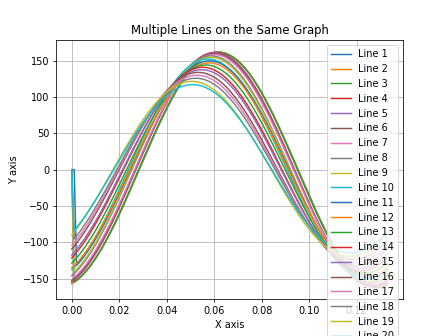 Multiple Lines on the Same Graph
Y axis
150
100
50
0
−50
−100
−150
0.00
0.02
0.04
0.06
0.08
0.10
X axis
Line 1
Line 2
Line 3
Line 4
Line 5
Line 6
Line 7
Line 8
Line 9
Line 10
Line 11
Line 12
Line 13
Line 14
Line 15
Line 16
Line 17
Line 18
Line 19
Line 20